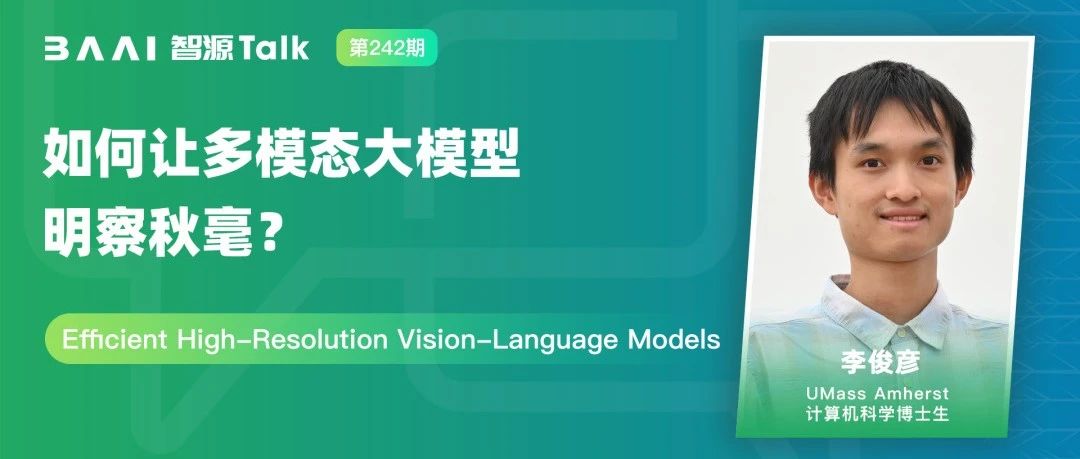 BAAI 智源Talk 第242期
如何让多模态大模型
明察秋毫？
Efficient High-Resolution Vision-Language Models
李俊彦
UMass Amherst
计算机科学博士生